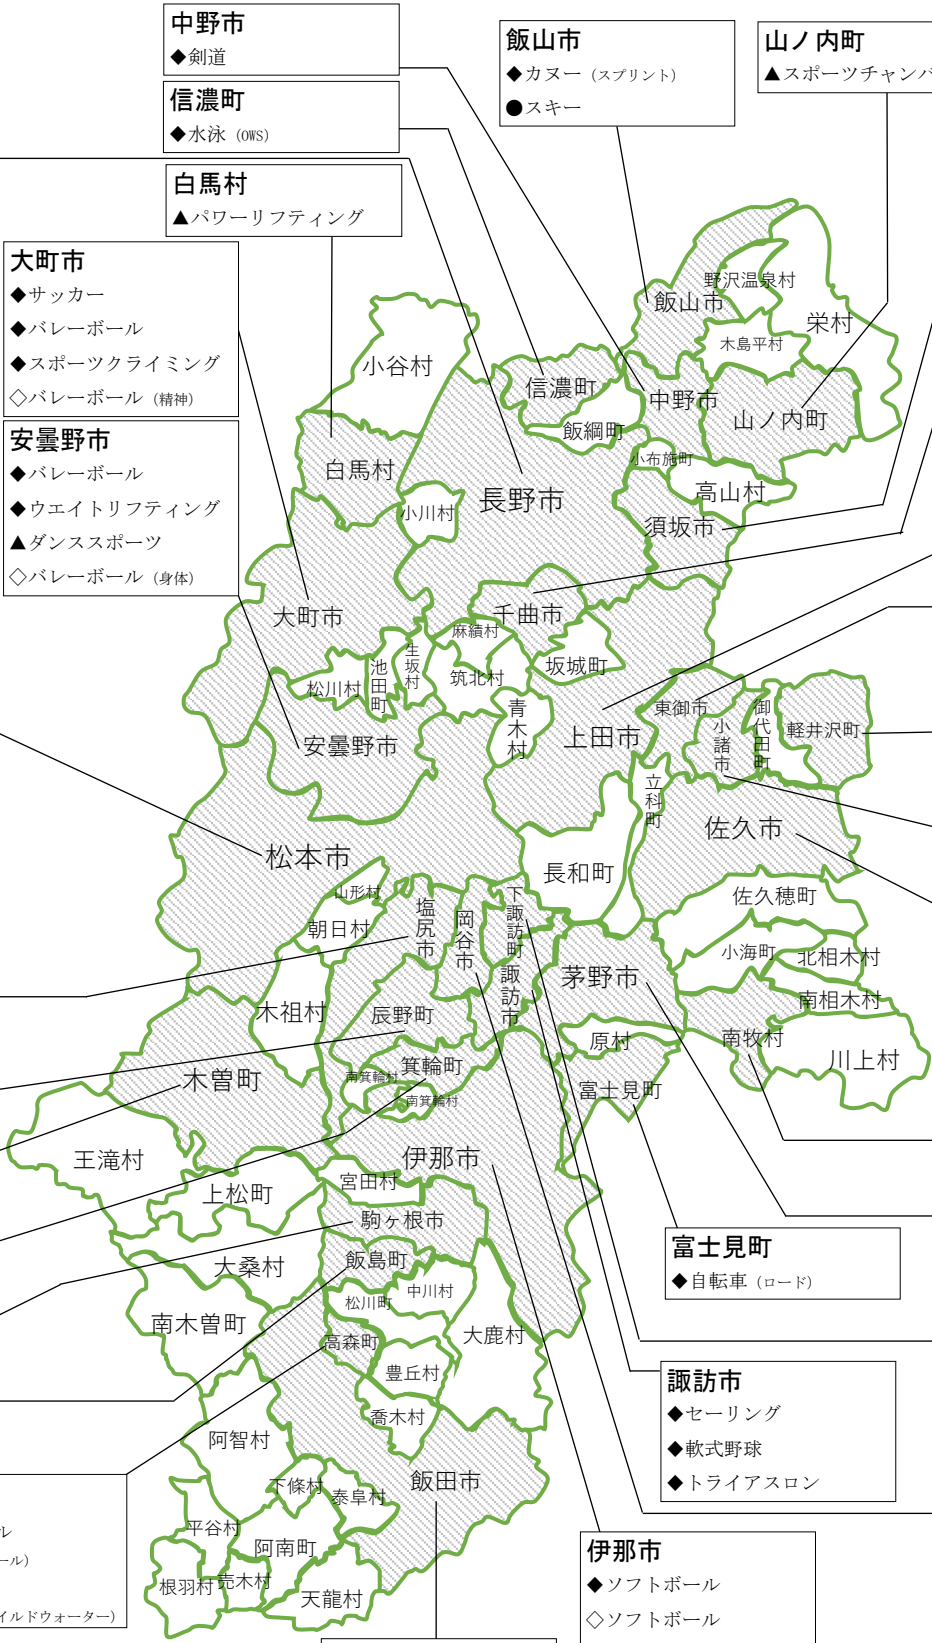 中野市
◆剣道
信濃町
◆水泳（OWS）
白馬村
▲パワーリフティング
飯山市
◆カヌー（スプリント）
●スキー
山ノ内町
▲スポーツチャンバ
大町市
◆サッカー
◆バレーボール
◆スポーツクライミング
◇バレーボール（精神）
安曇野市
◆バレーボール
◆ウエイトリフティング
▲ダンススポーツ
◇バレーボール（身体）
野沢温泉村
飯山市
栄村
木島平村
小谷村
信濃町
中野市
山ノ内町
飯綱町
小布施町
白馬村
高山村
長野市
小川村
須坂市
千曲市
大町市
麻績村
生坂村
坂城町
池田町
筑北村
松川村
東御市
御代田町
青木村
軽井沢町
安曇野市
上田市
小諸市
立科町
佐久市
松本市
長和町
山形村
佐久穂町
塩尻市
岡谷市
下諏訪町
朝日村
小海町
北相木村
茅野市
諏訪市
南相木村
木祖村
辰野町
原村
南牧村
川上村
箕輪町
南箕輪村
木曽町
富士見町
南箕輪村
王滝村
伊那市
宮田村
上松町
駒ヶ根市
大桑村
飯島町
中川村
松川町
南木曽町
高森町
大鹿村
豊丘村
喬木村
阿智村
飯田市
下條村
泰阜村
平谷村
阿南町
根羽村
売木村
天龍村
富士見町
◆自転車（ロード）
諏訪市
◆セーリング
◆軟式野球
◆トライアスロン
伊那市
◆ソフトボール
◇ソフトボール
ル
ール）
イルドウォーター）